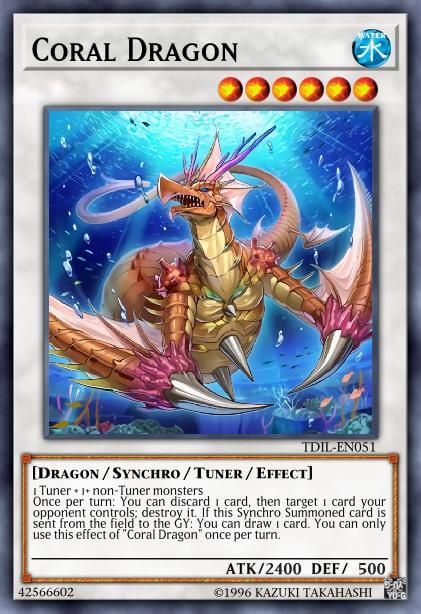 Coral Dragon
WATER
水
TDIL-EN051
[Dragon / Synchro / Tuner / Effect]
1 Tuner + 1+ non-Tuner monsters
Once per turn: You can discard 1 card, then target 1 card your
opponent controls; destroy it. If this Synchro Summoned card is
sent from the field to the GY: You can draw 1 card. You can only
use this effect of "Coral Dragon" once per turn.
ATK/2400 DEF/ 500
42566602
©1996 KAZUKI TAKAHASHI